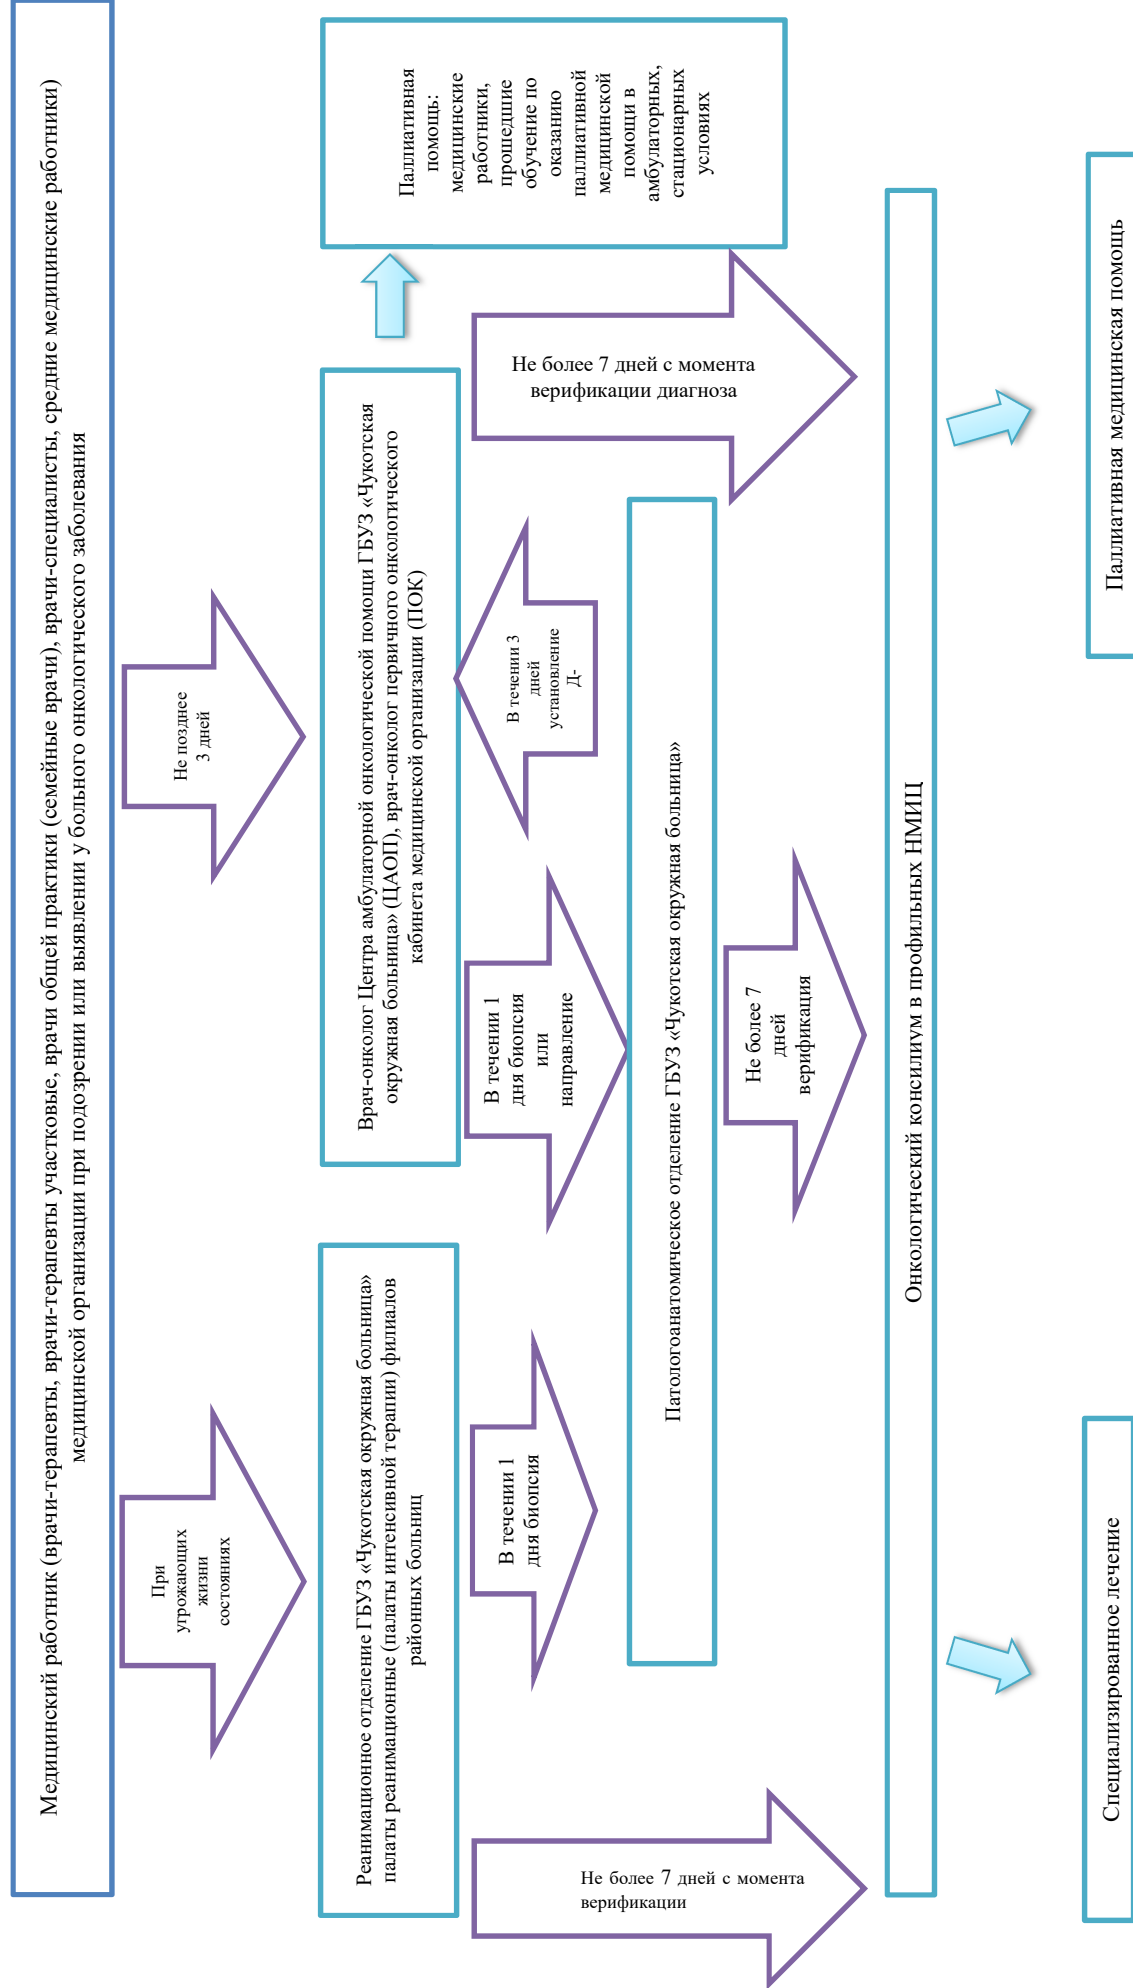 Медицинский работник (врачи-терапевты, врачи-терапевты участковые, врачи общей практики (семейные врачи), врачи-специалисты, средние медицинские работники)
медицинской организации при подозрении или выявлении у больного онкологического заболевания
При
угрожающих
жизни
состояниях
Не позднее
3 дней
Реанимационное отделение ГБУЗ «Чукотская окружная больница»
палаты реанимационные (палаты интенсивной терапии) филиалов
районных больниц
Врач-онколог Центра амбулаторной онкологической помощи ГБУЗ «Чукотская
окружная больница» (ЦАОП), врач-онколог первичного онкологического
кабинета медицинской организации (ПОК)
Паллиативная
помощь:
медицинские
работники,
прошедшие
обучение по
оказанию
паллиативной
медицинской
помощи в
амбулаторных,
стационарных
условиях
Не более 7 дней с момента
верификации
В течении 1
дня биопсия
В течении 1
дня биопсия
или
направление
В течении 3
дней
установление
Д-
Не более 7 дней с момента
верификации диагноза
Патологоанатомическое отделение ГБУЗ «Чукотская окружная больница»
Не более 7
дней
верификация
Онкологический консилиум в профильных НМИЦ
Специализированное лечение
Паллиативная медицинская помощь